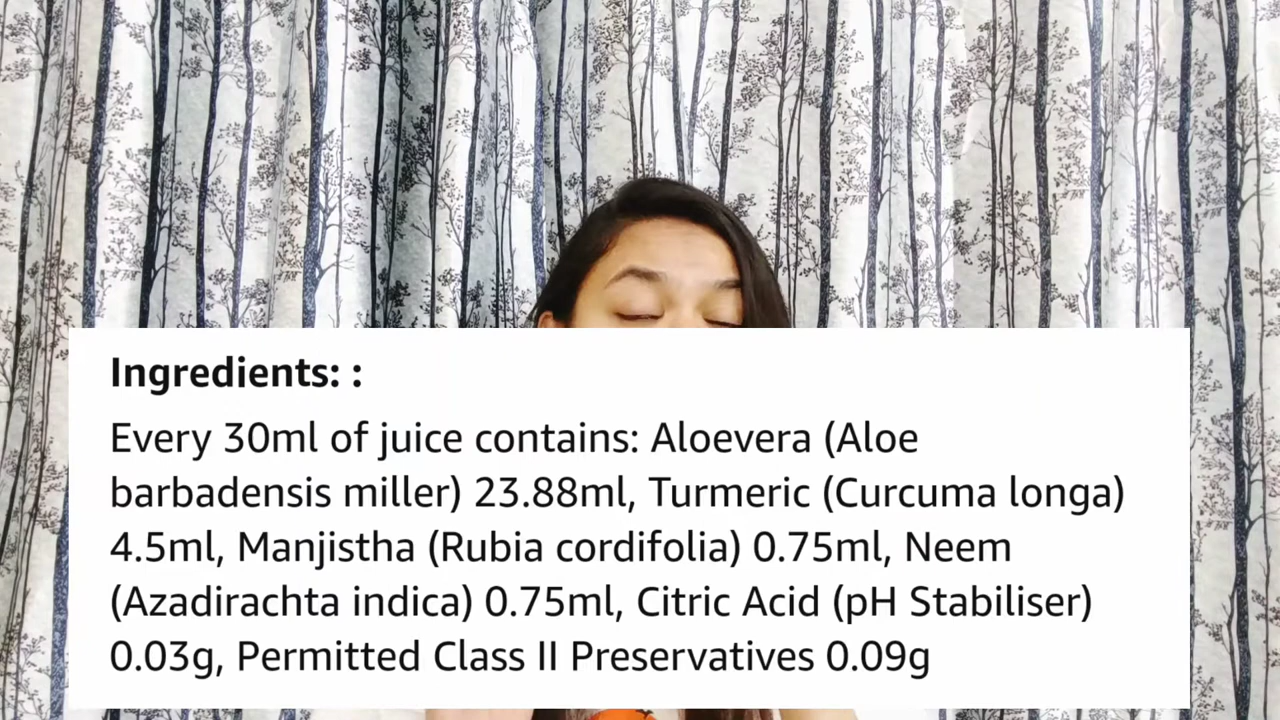 Ingredients: :
Every 30ml of juice contains: Aloevera (Aloe
barbadensis miller) 23.88ml, Turmeric (Curcuma longa)
4.5ml, Manjistha (Rubia cordifolia) 0.75ml, Neem
(Azadirachta indica) 0.75ml, Citric Acid (pH Stabiliser)
0.03g, Permitted Class II Preservatives 0.09g